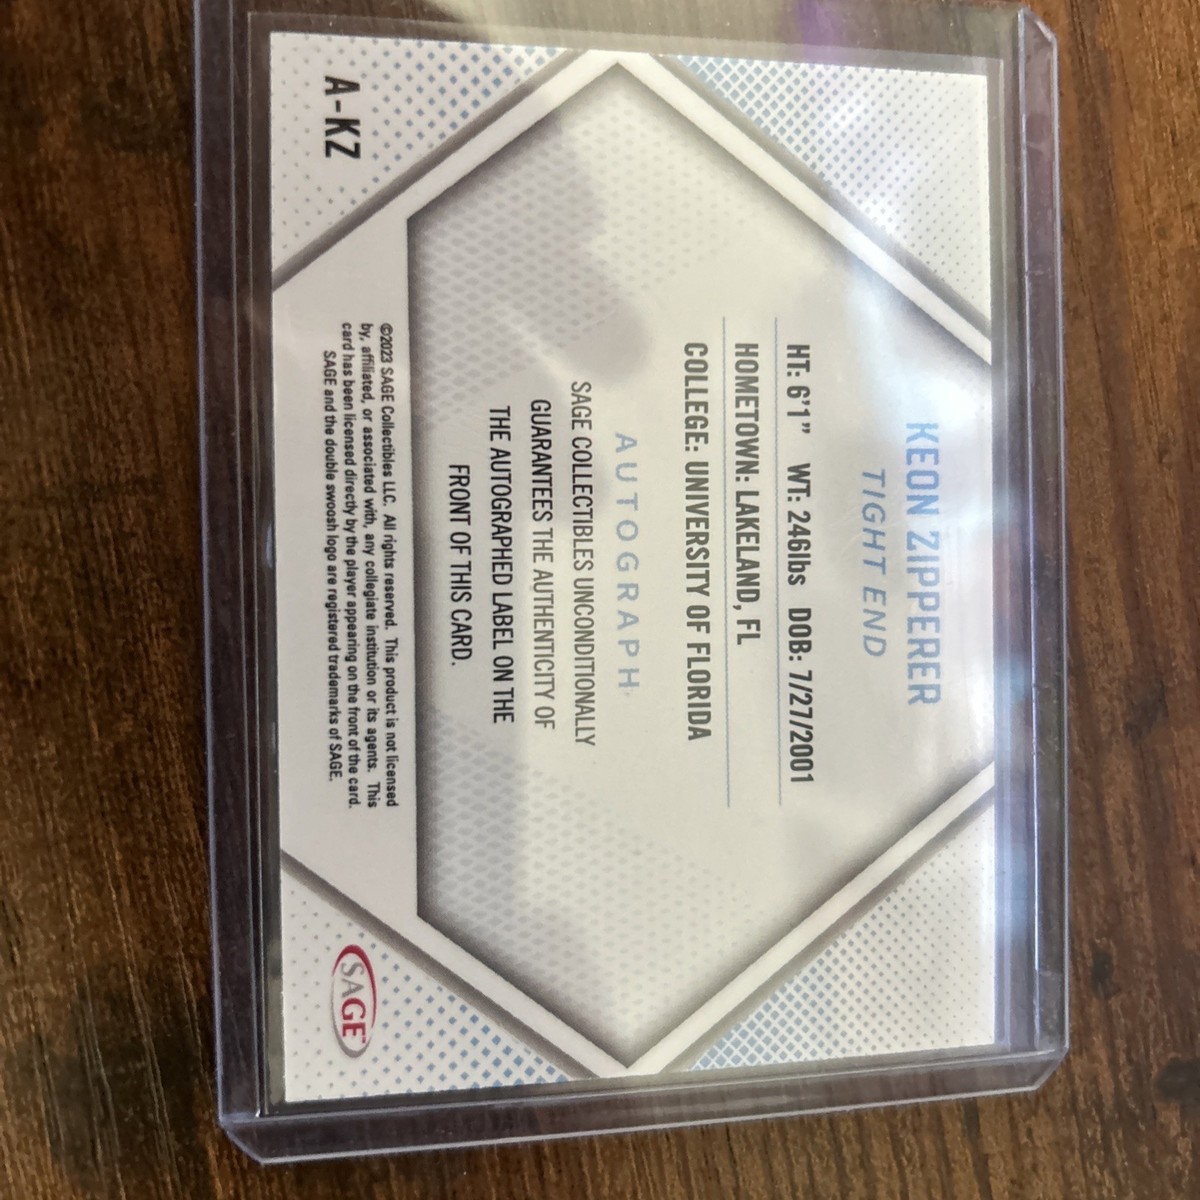 KEON ZIPPERER
TIGHT END
HT: 6'1" WT: 246lbs DOB: 7/27/2001
HOMETOWN: LAKELAND, FL
COLLEGE: UNIVERSITY OF FLORIDA
AUTOGRAPH
SAGE COLLECTIBLES UNCONDITIONALLY
GUARANTEES THE AUTHENTICITY OF
THE AUTOGRAPHED LABEL ON THE
FRONT OF THIS CARD.
©2023 SAGE Collectibles LLC. All rights reserved. This product is not licensed
by, affiliated, or associated with, any collegiate institution or its agents. This
card has been licensed directly by the player appearing on the front of the card.
SAGE and the double swoosh logo are registered trademarks of SAGE.
A-KZ
SAGE